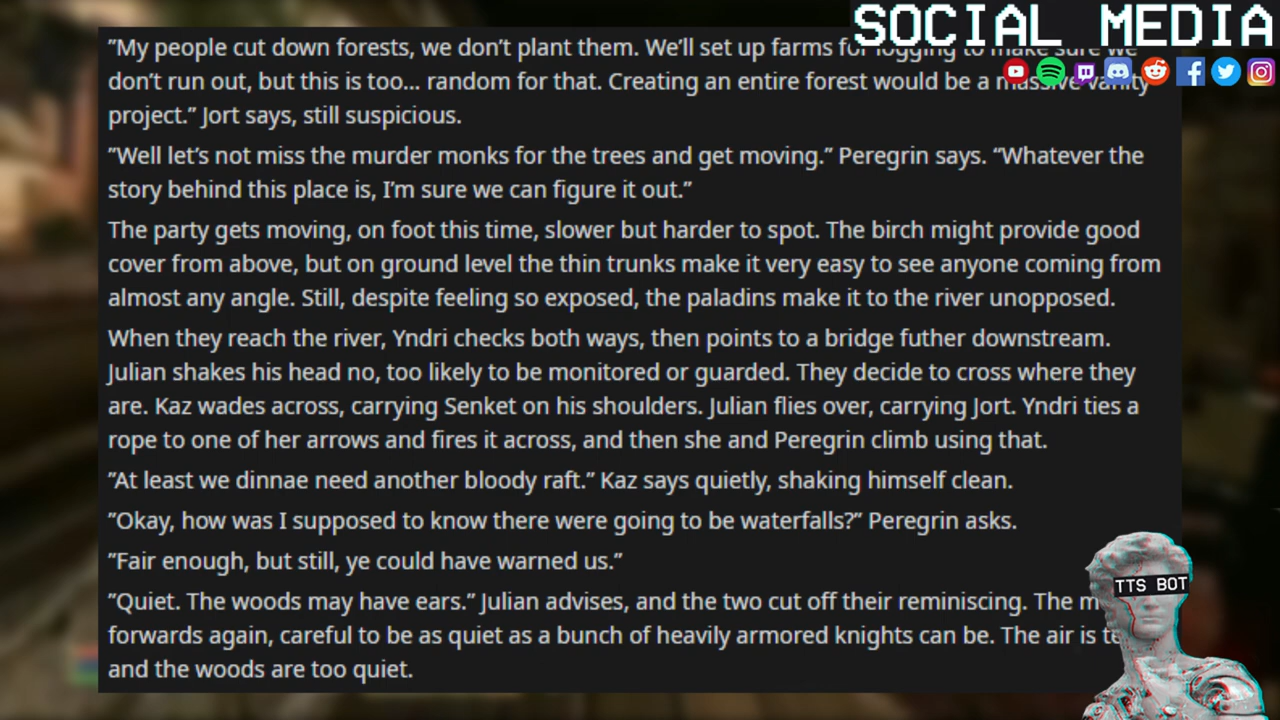 SOCIAL MEDIA
"My people cut down forests, we don't plant them. We'll set up farms for logging to make sure we
don't run out, but this is too... random for that. Creating an entire forest would be a massive vanity
project." Jort says, still suspicious.
"Well let's not miss the murder monks for the trees and get moving." Peregrin says. "Whatever the
story behind this place is, I'm sure we can figure it out."
The party gets moving, on foot this time, slower but harder to spot. The birch might provide good
cover from above, but on ground level the thin trunks make it very easy to see anyone coming from
almost any angle. Still, despite feeling so exposed, the paladins make it to the river unopposed.
When they reach the river, Yndri checks both ways, then points to a bridge futher downstream.
Julian shakes his head no, too likely to be monitored or guarded. They decide to cross where they
are. Kaz wades across, carrying Senket on his shoulders. Julian flies over, carrying Jort. Yndri ties a
rope to one of her arrows and fires it across, and then she and Peregrin climb using that.
"At least we dinnae need another bloody raft." Kaz says quietly, shaking himself clean.
"Okay, how was I supposed to know there were going to be waterfalls?" Peregrin asks.
"Fair enough, but still, ye could have warned us."
"Quiet. The woods may have ears." Julian advises, and the two cut off their reminiscing. The
forwards again, careful to be as quiet as a bunch of heavily armored knights can be. The air is
and the woods are too quiet.
TTS BOT